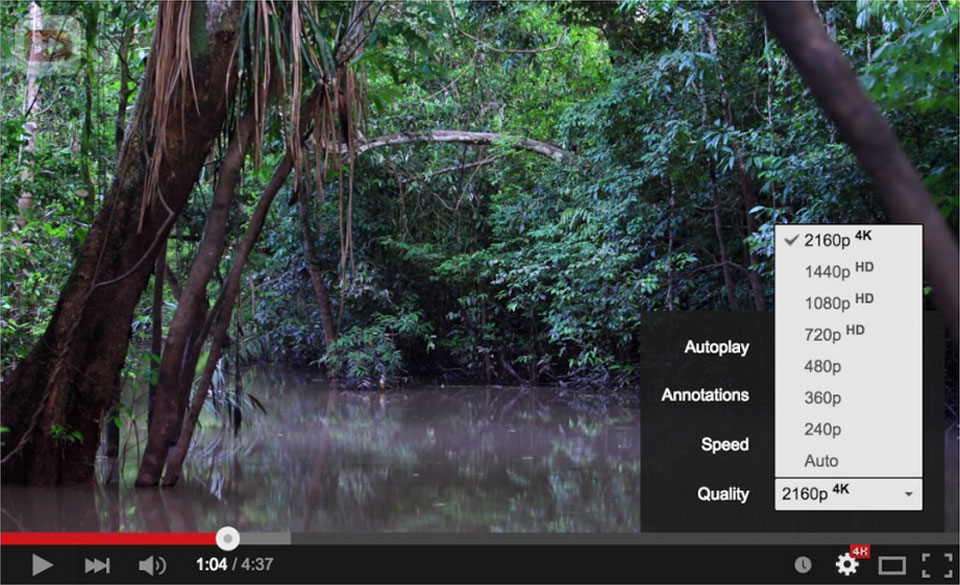 2160p 4K
1440p HD
1080p HD
720p HD
480p
360p
240p
Auto
Autoplay
Annotations
Speed
Quality 2160p 4K
1:04 / 4:37
4K